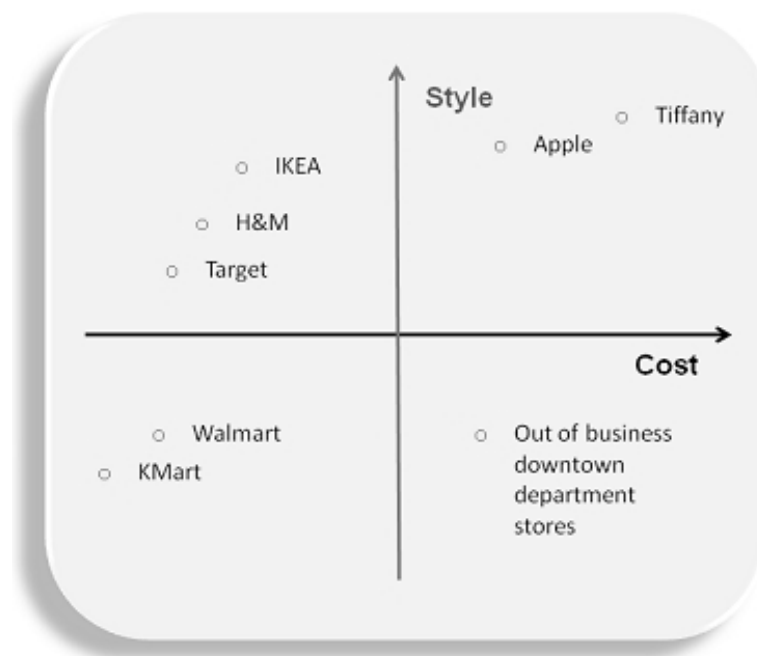 Style
Tiffany
Apple
IKEA
H&M
Target
Cost
Walmart
KMart
Out of business
downtown
department
stores